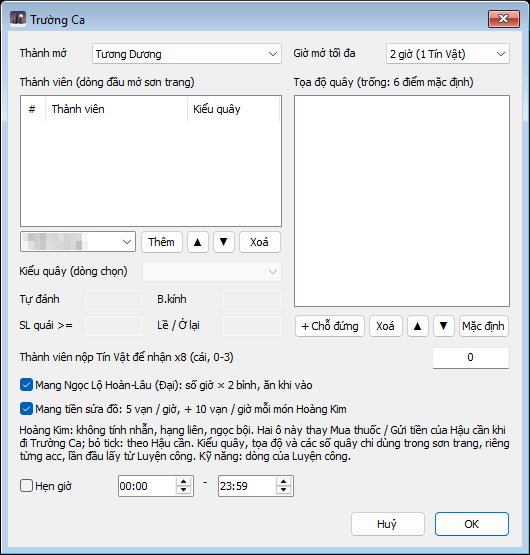 Trường Ca
Thành mở Tương Dương Giờ mở tối đa 2 giờ (1 Tín Vật)
Thành viên (dòng đầu mở sơn trang) Tọa độ quây (trống: 6 điểm mặc định)
# Thành viên Kiểu quây
Thêm ▲ ▼ Xoá
Kiểu quây (dòng chọn)
Tự đánh B.kính
SL quái >= Lề / Ở lại
+ Chỗ đứng Xoá ▲ ▼ Mặc định
Thành viên nộp Tín Vật để nhận x8 (cái, 0-3) 0
Mang Ngọc Lộ Hoàn-Lâu (Đại): số giờ × 2 bình, ăn khi vào
Mang tiền sửa đồ: 5 vạn / giờ, + 10 vạn / giờ mỗi món Hoàng Kim
Hoàng Kim: không tính nhẫn, hạng liên, ngọc bội. Hai ô này thay Mua thuốc / Gửi tiền của Hậu cần khi
đi Trường Ca; bỏ tick: theo Hậu cần. Kiểu quây, tọa độ và các số quây chỉ dùng trong sơn trang, riêng
từng acc, lần đầu lấy từ Luyện công. Kỹ năng: dòng của Luyện công.
Hẹn giờ 00:00 - 23:59
Huỷ OK